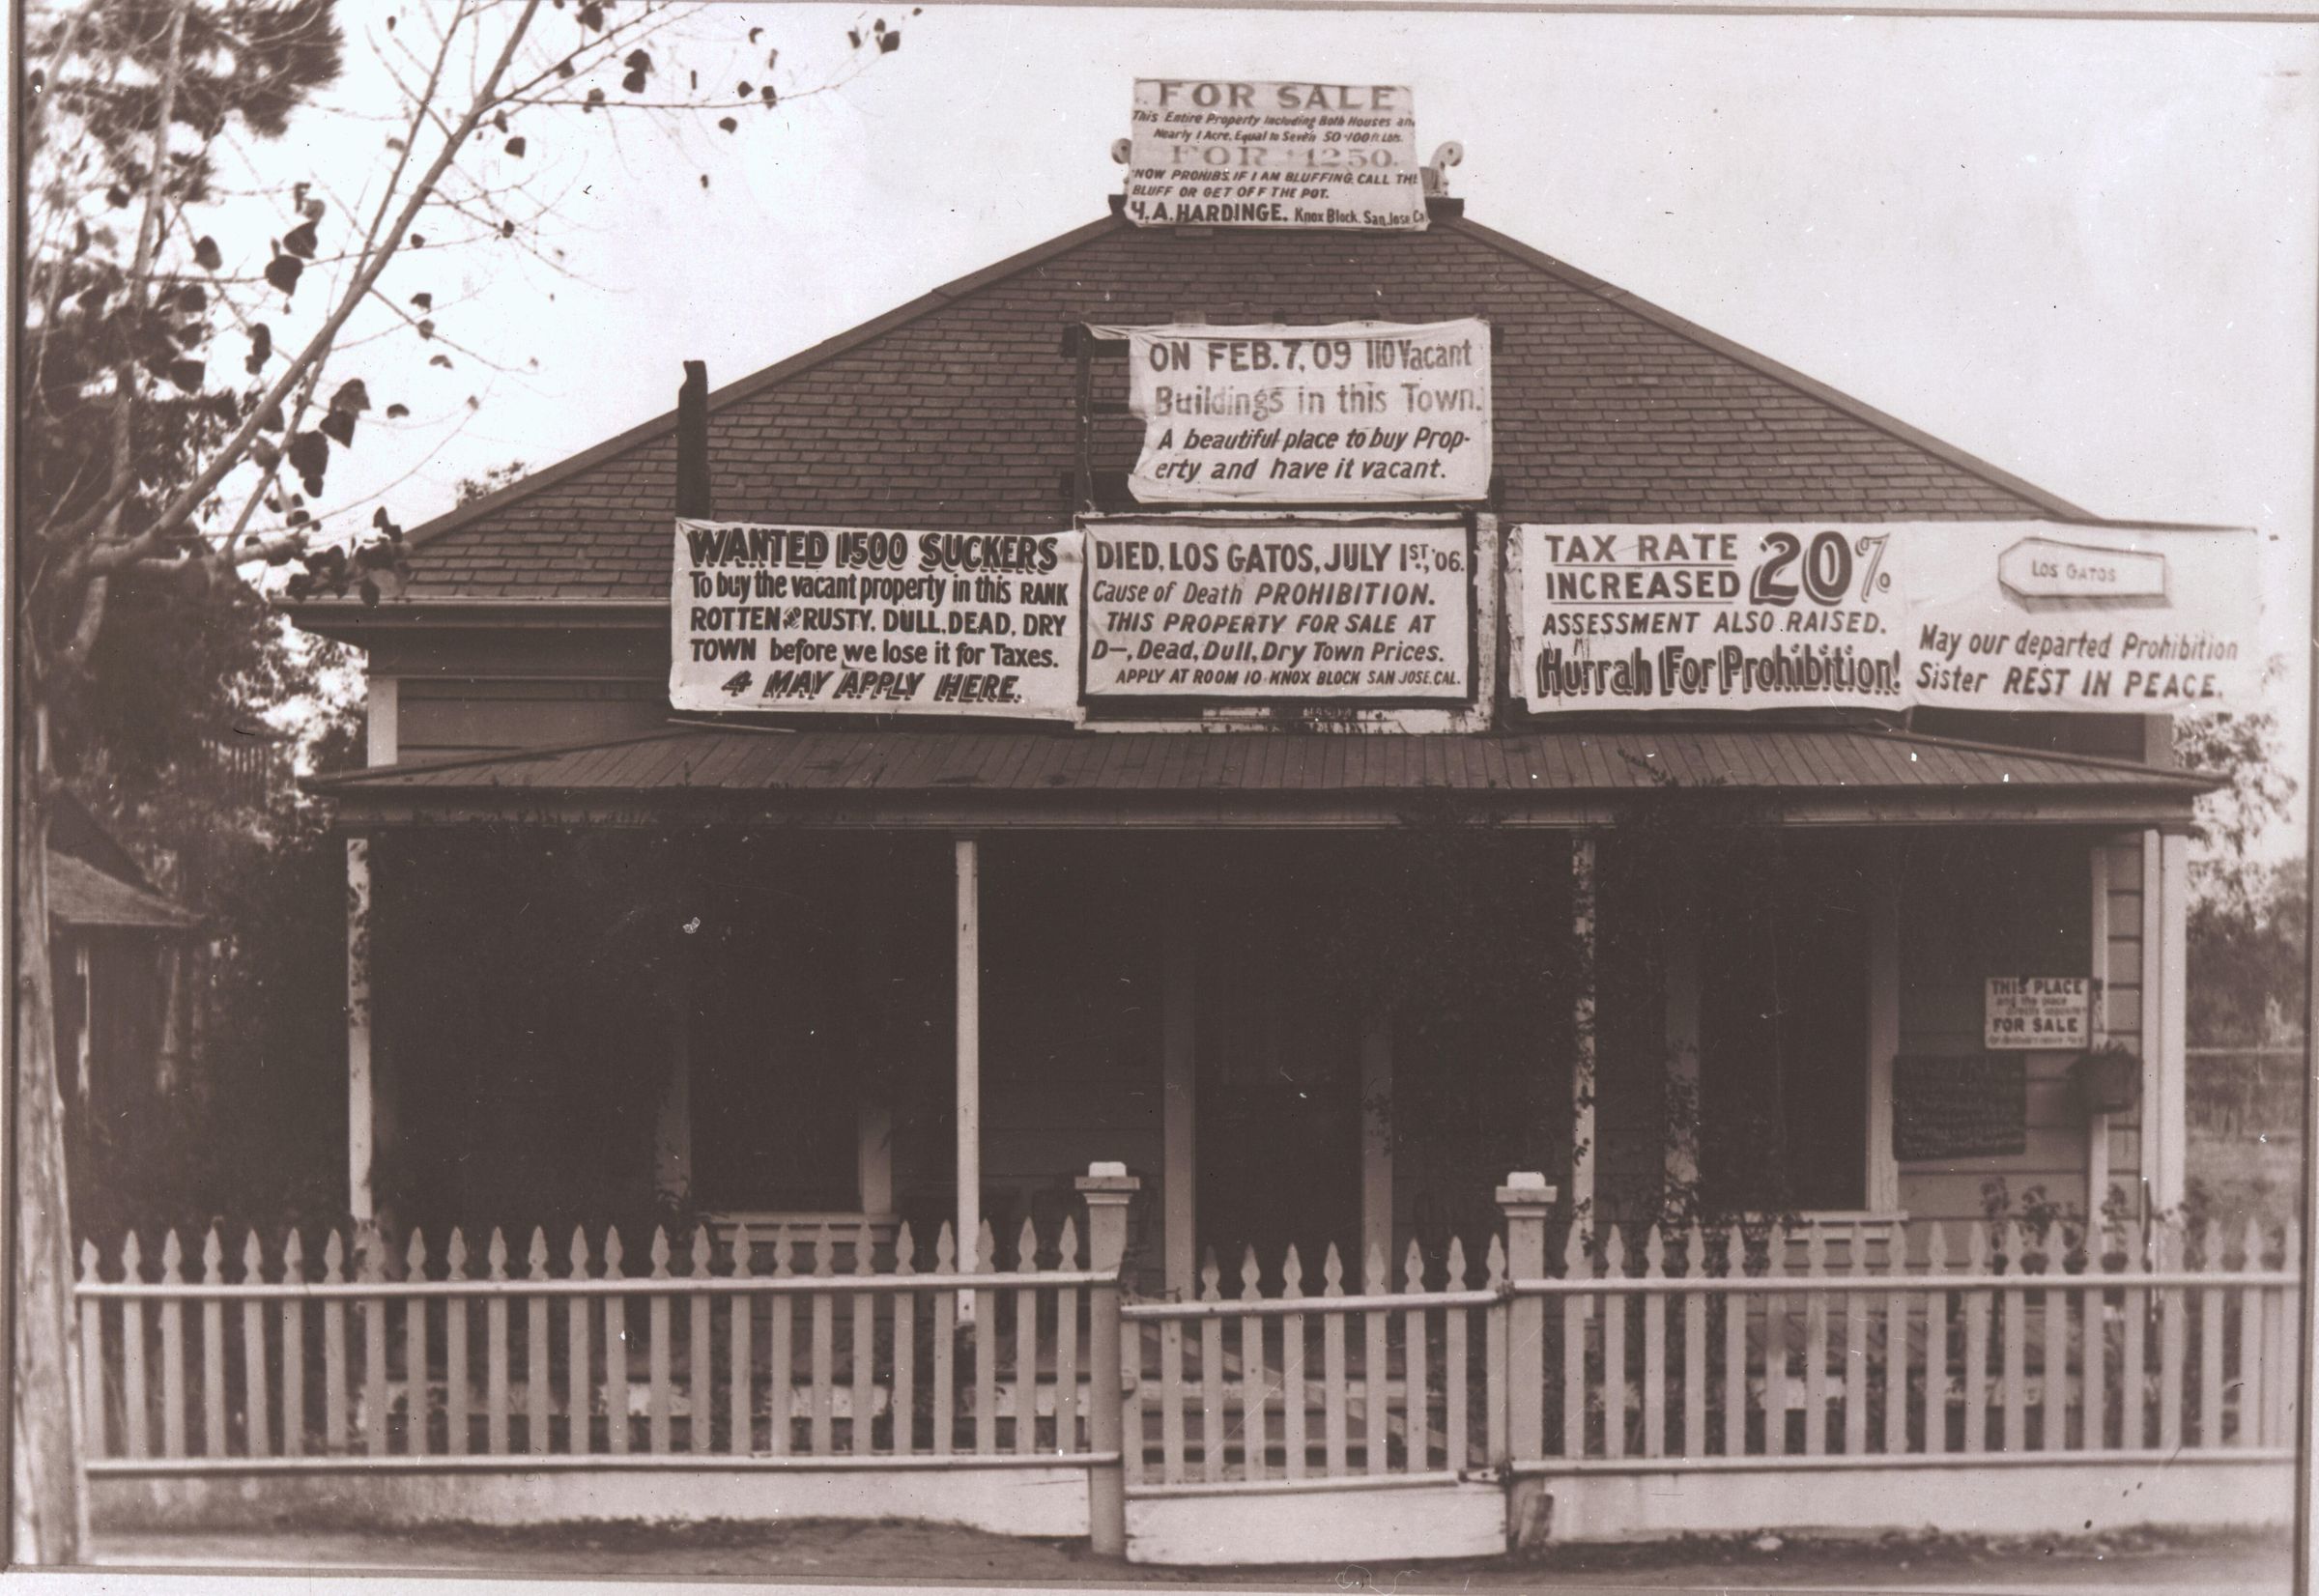 FOR SALE
This Entire Property Including Both Houses an
Nearly 1 Acre. Equal to Seven 50-100 ft Lots.
FOR $1250.
NOW PROHIBS. IF I AM BLUFFING, CALL THE
BLUFF OR GET OFF THE POT.
H.A. HARDINGE. Knox Block. San Jose Ca
ON FEB. 7, 09 110 Vacant
Buildings in this Town.
A beautiful place to buy Prop-
erty and have it vacant.
WANTED 1500 SUCKERS
To buy the vacant property in this RANK
ROTTEN & RUSTY. DULL, DEAD, DRY
TOWN before we lose it for Taxes.
4 MAY APPLY HERE.
DIED, LOS GATOS, JULY 1ST, '06.
Cause of Death PROHIBITION.
THIS PROPERTY FOR SALE AT
D—, Dead, Dull, Dry Town Prices.
APPLY AT ROOM 10 KNOX BLOCK SAN JOSE, CAL.
TAX RATE
INCREASED 20%
ASSESSMENT ALSO RAISED.
Hurrah For Prohibition!
LOS GATOS
May our departed Prohibition
Sister REST IN PEACE.
THIS PLACE
and the place
directly opposite
FOR SALE